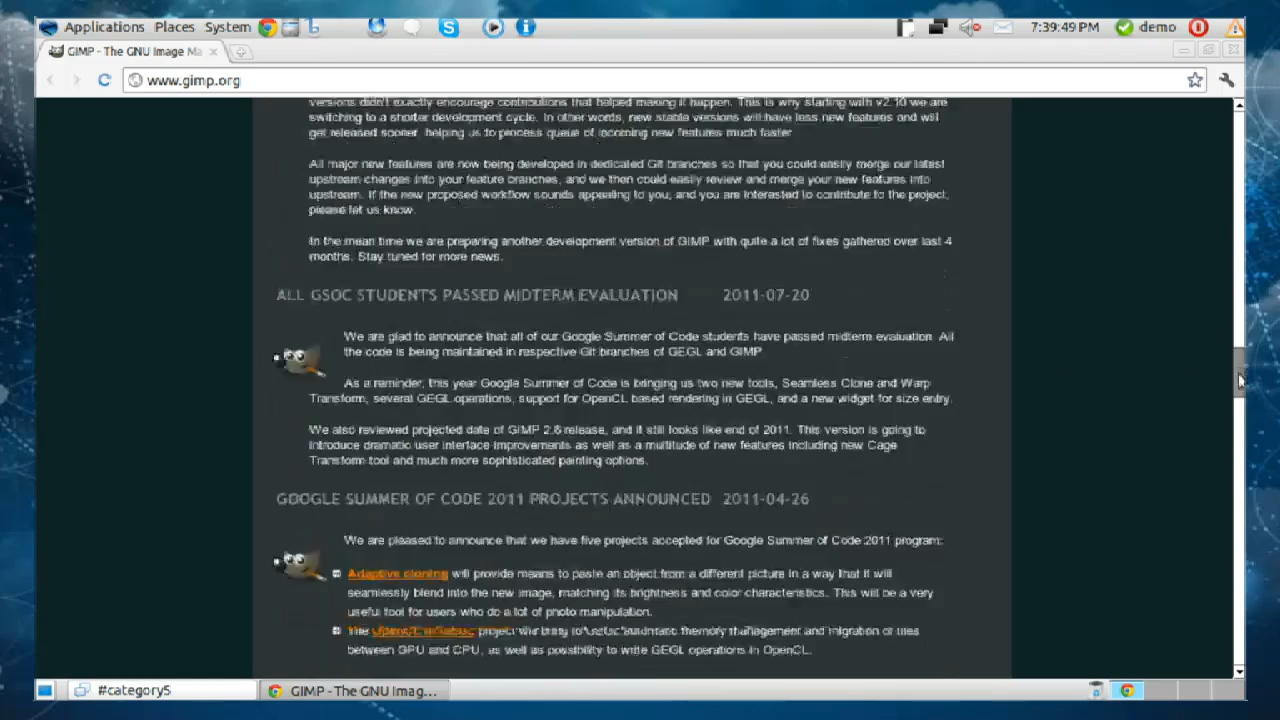 Applications Places System 7:39:49 PM demo
GIMP - The GNU Image Ma
www.gimp.org
versions didn't exactly encourage contributions that helped making it happen. This is why starting with v2.10 we are
switching to a shorter development cycle. In other words, new stable versions will have less new features and will
get released sooner, helping us to process queue of incoming new features much faster
All major new features are now being developed in dedicated Git branches so that you could easily merge our latest
upstream changes into your feature branches, and we then could easily review and merge your new features into
upstream. If the new proposed workflow sounds appealing to you, and you are interested to contribute to the project,
please let us know.
In the mean time we are preparing another development version of GIMP with quite a lot of fixes gathered over last 4
months. Stay tuned for more news.
ALL GSOC STUDENTS PASSED MIDTERM EVALUATION 2011-07-20
We are glad to announce that all of our Google Summer of Code students have passed midterm evaluation. All
the code is being maintained in respective Git branches of GEGL and GIMP
As a reminder, this year Google Summer of Code is bringing us two new tools, Seamless Clone and Warp
Transform, several GEGL operations, support for OpenCL based rendering in GEGL, and a new widget for size entry.
We also reviewed projected date of GIMP 2.8 release, and it still looks like end of 2011. This version is going to
introduce dramatic user interface improvements as well as a multitude of new features including new Cage
Transform tool and much more sophisticated painting options.
GOOGLE SUMMER OF CODE 2011 PROJECTS ANNOUNCED 2011-04-26
We are pleased to announce that we have five projects accepted for Google Summer of Code 2011 program:
Adaptive cloning will provide means to paste an object from a different picture in a way that it will
seamlessly blend into the new image, matching its brightness and color characteristics. This will be a very
useful tool for users who do a lot of photo manipulation.
The project will bring memory management and migration of tiles
between GPU and CPU, as well as possibility to write GEGL operations in OpenCL.
#category5 GIMP - The GNU Imag...